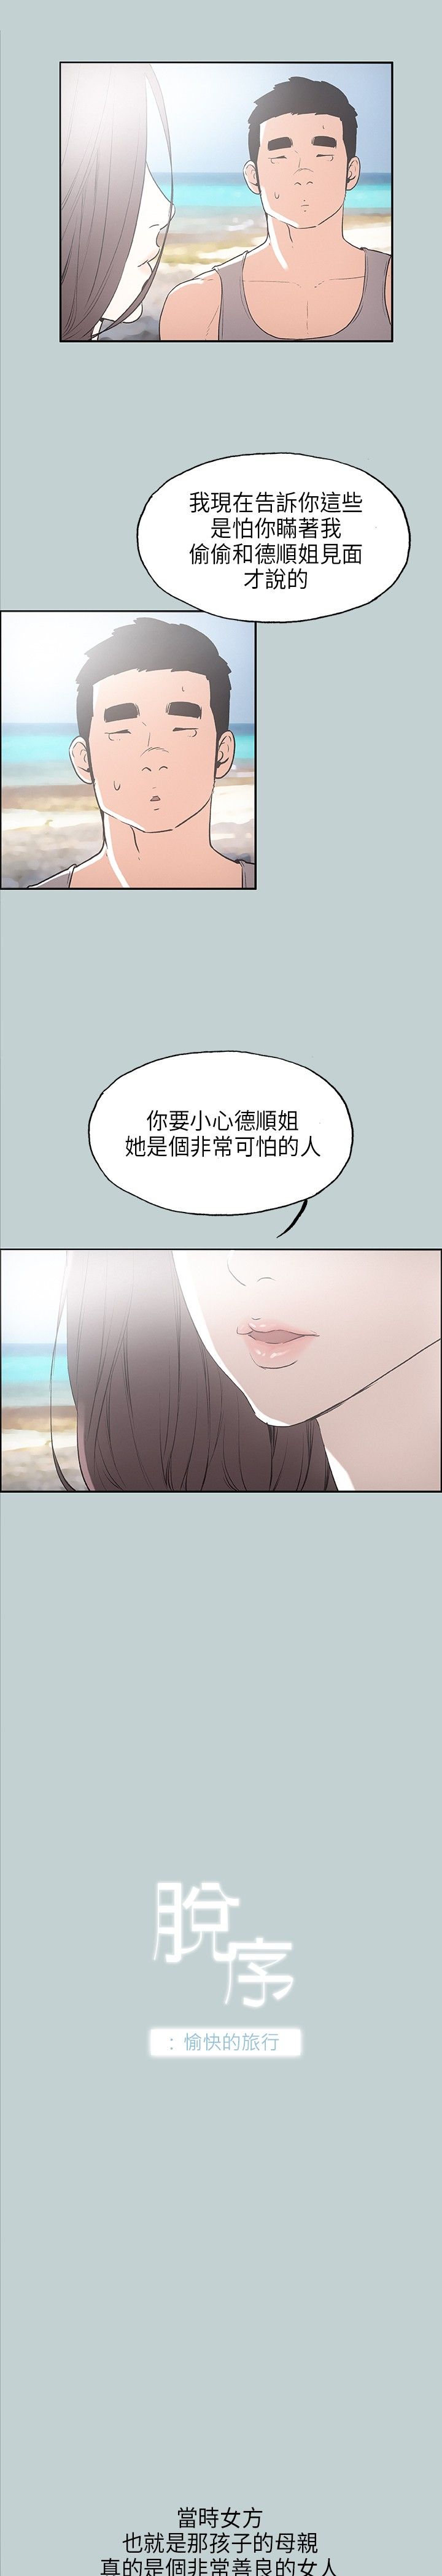 我現在告訴你這些
是怕你瞞著我
偷偷和德順姐見面
才說的
你要小心德順姐
她是個非常可怕的人
脫序
：愉快的旅行
當時女方
也就是那孩子的母親
真的是個非常善良的女人